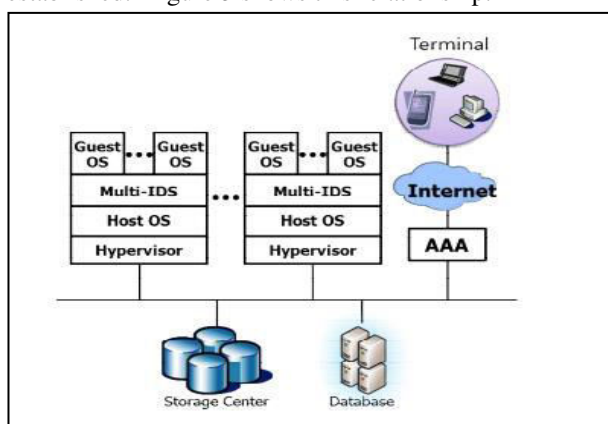 Terminal
Guest OS ... Guest OS
Guest OS ... Guest OS
Multi-IDS
...
Multi-IDS
Internet
Host OS
Host OS
Hypervisor
Hypervisor
AAA
Storage Center
Database